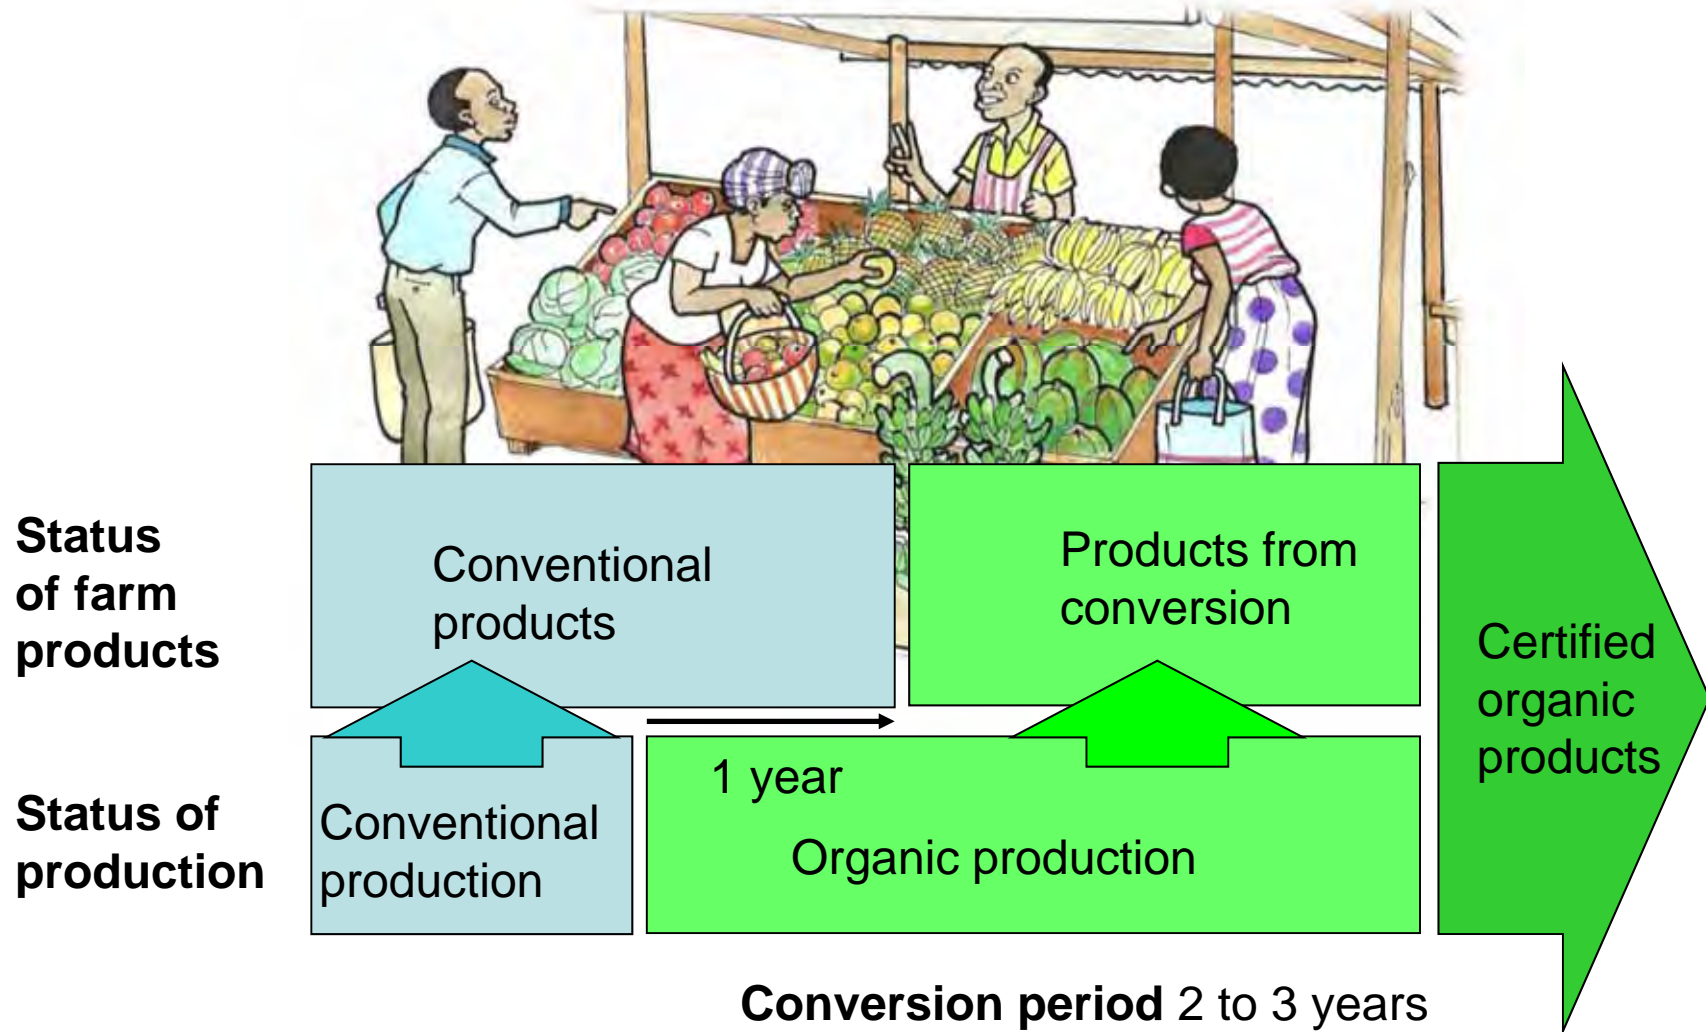 Status
of farm
products
Conventional
products
Products from
conversion
Certified
organic
products
1 year
Status of
production
Conventional
production
Organic production
Conversion period 2 to 3 years